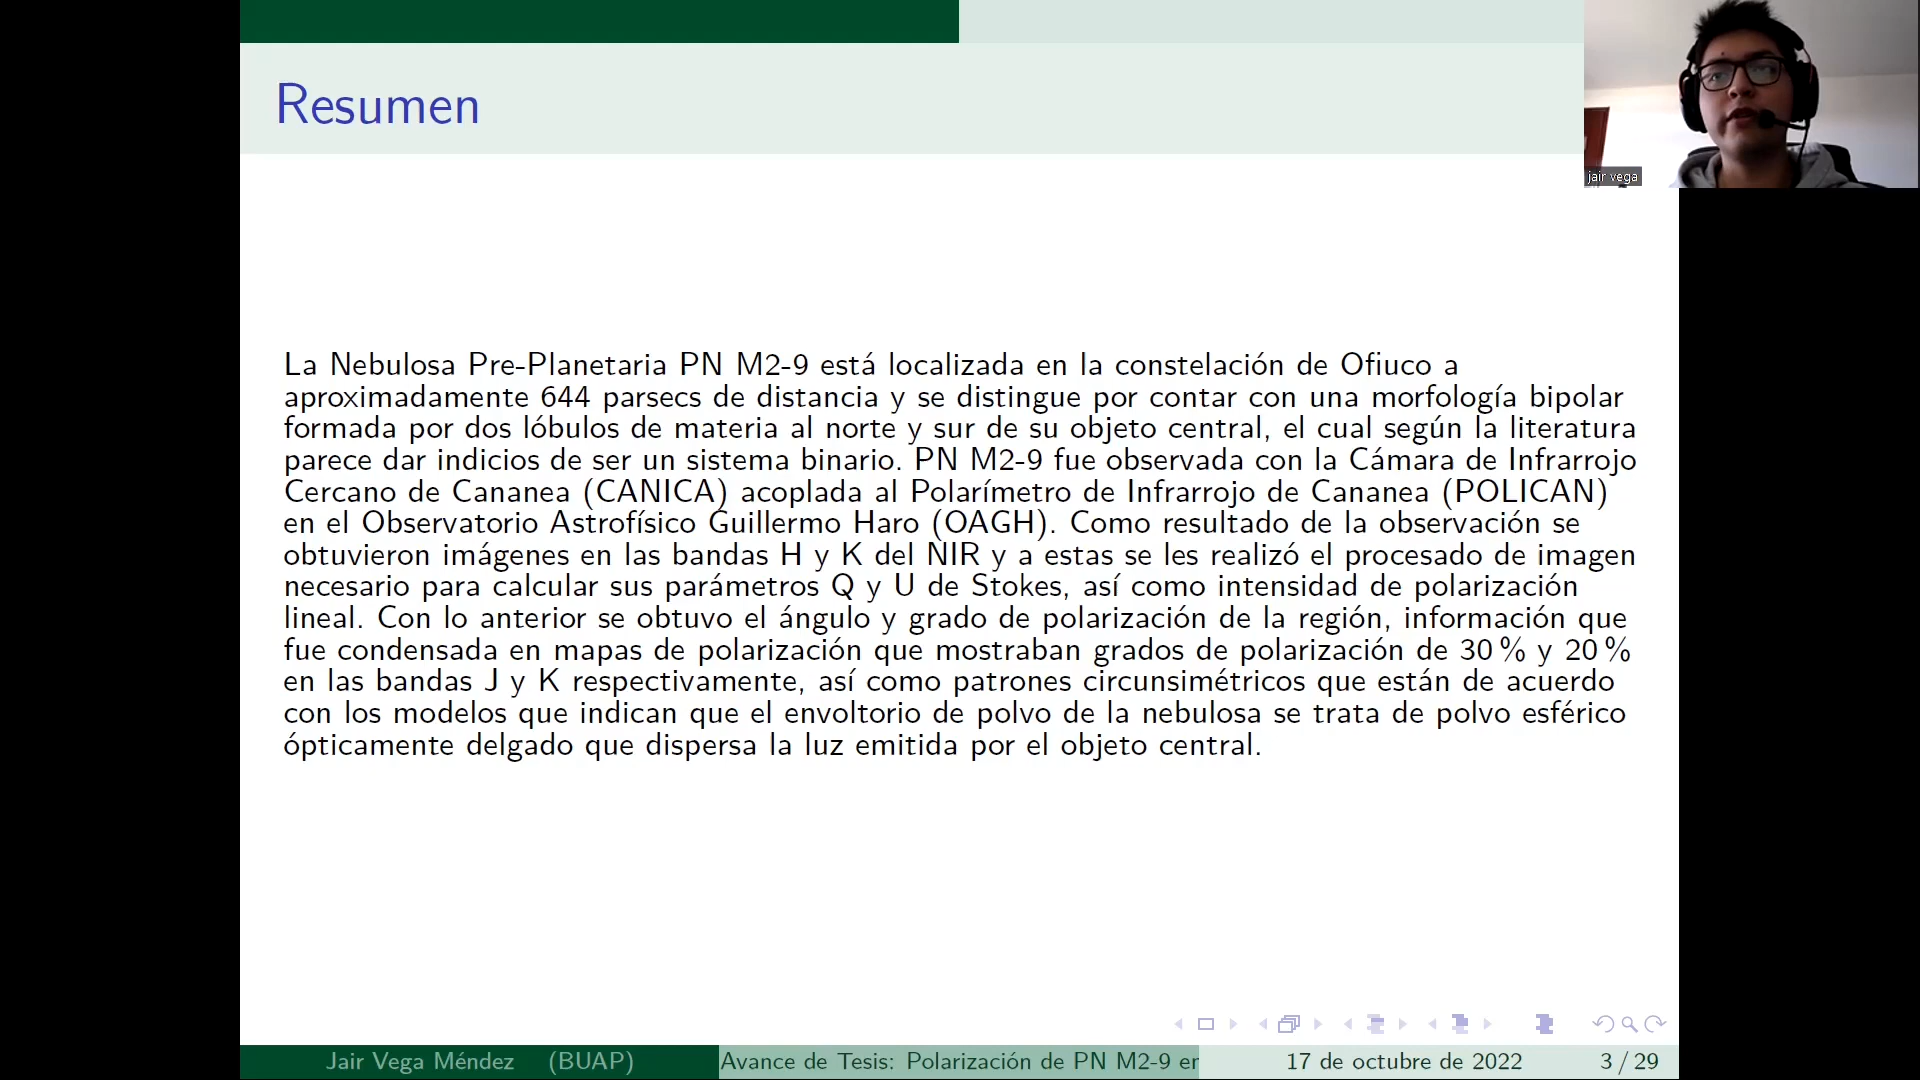 Resumen
jair vega
La Nebulosa Pre-Planetaria PN M2-9 está localizada en la constelación de Ofiuco a
aproximadamente 644 parsecs de distancia y se distingue por contar con una morfología bipolar
formada por dos lóbulos de materia al norte y sur de su objeto central, el cual según la literatura
parece dar indicios de ser un sistema binario. PN M2-9 fue observada con la Cámara de Infrarrojo
Cercano de Cananea (CANICA) acoplada al Polarímetro de Infrarrojo de Cananea (POLICAN)
en el Observatorio Astrofísico Guillermo Haro (OAGH). Como resultado de la observación se
obtuvieron imágenes en las bandas H y K del NIR y a estas se les realizó el procesado de imagen
necesario para calcular sus parámetros Q y U de Stokes, así como intensidad de polarización
lineal. Con lo anterior se obtuvo el ángulo y grado de polarización de la región, información que
fue condensada en mapas de polarización que mostraban grados de polarización de 30 % y 20 %
en las bandas J y K respectivamente, así como patrones circunsimétricos que están de acuerdo
con los modelos que indican que el envoltorio de polvo de la nebulosa se trata de polvo esférico
ópticamente delgado que dispersa la luz emitida por el objeto central.
Jair Vega Méndez (BUAP) Avance de Tesis: Polarización de PN M2-9 en 17 de octubre de 2022 3 / 29